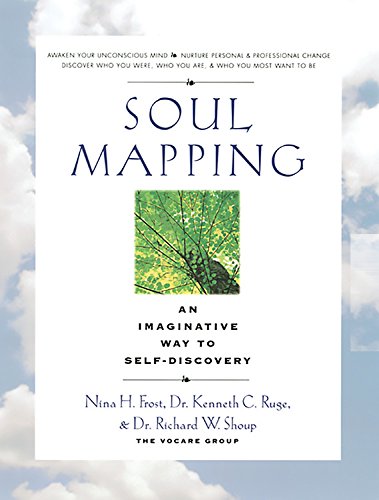 AWAKEN YOUR UNCONSCIOUS MIND ❧ NURTURE PERSONAL & PROFESSIONAL CHANGE
DISCOVER WHO YOU WERE, WHO YOU ARE, & WHO YOU MOST WANT TO BE
SOUL
MAPPING
AN
IMAGINATIVE
WAY TO
SELF-DISCOVERY
Nina H. Frost, Dr. Kenneth C. Ruge,
& Dr. Richard W. Shoup
THE VOCARE GROUP